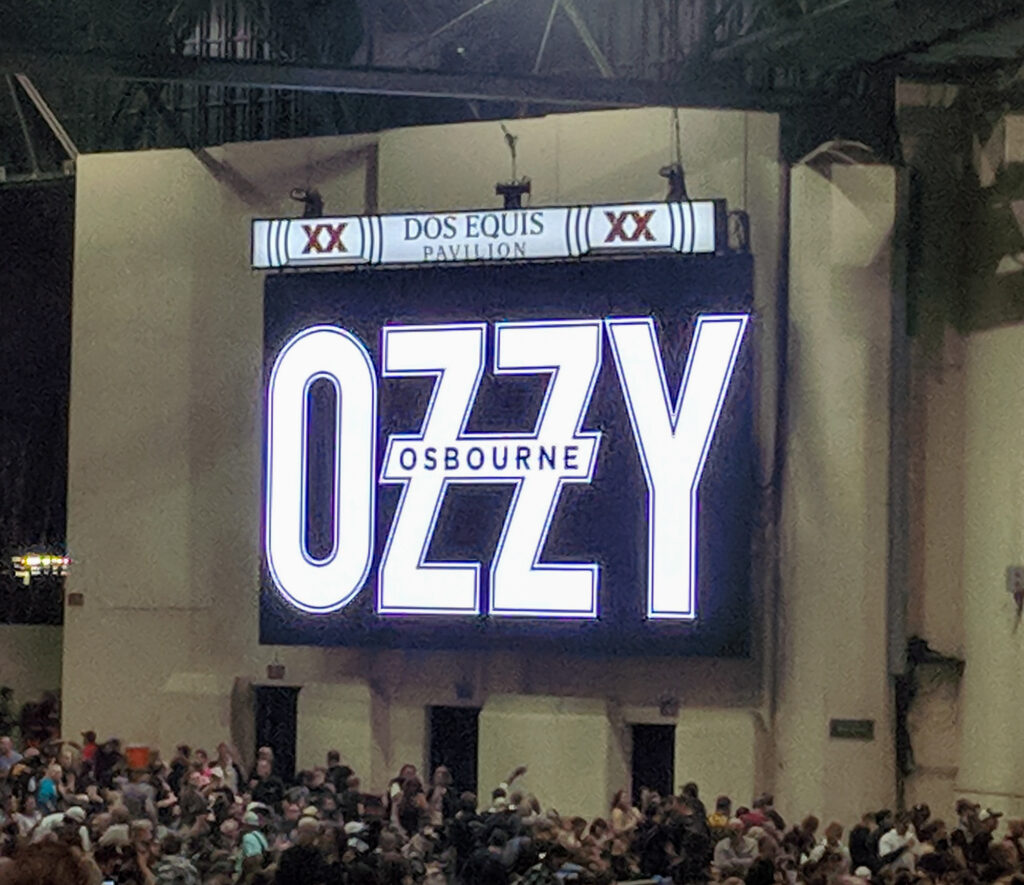 XX DOS EQUIS XX
PAVILION
OZZY
OSBOURNE